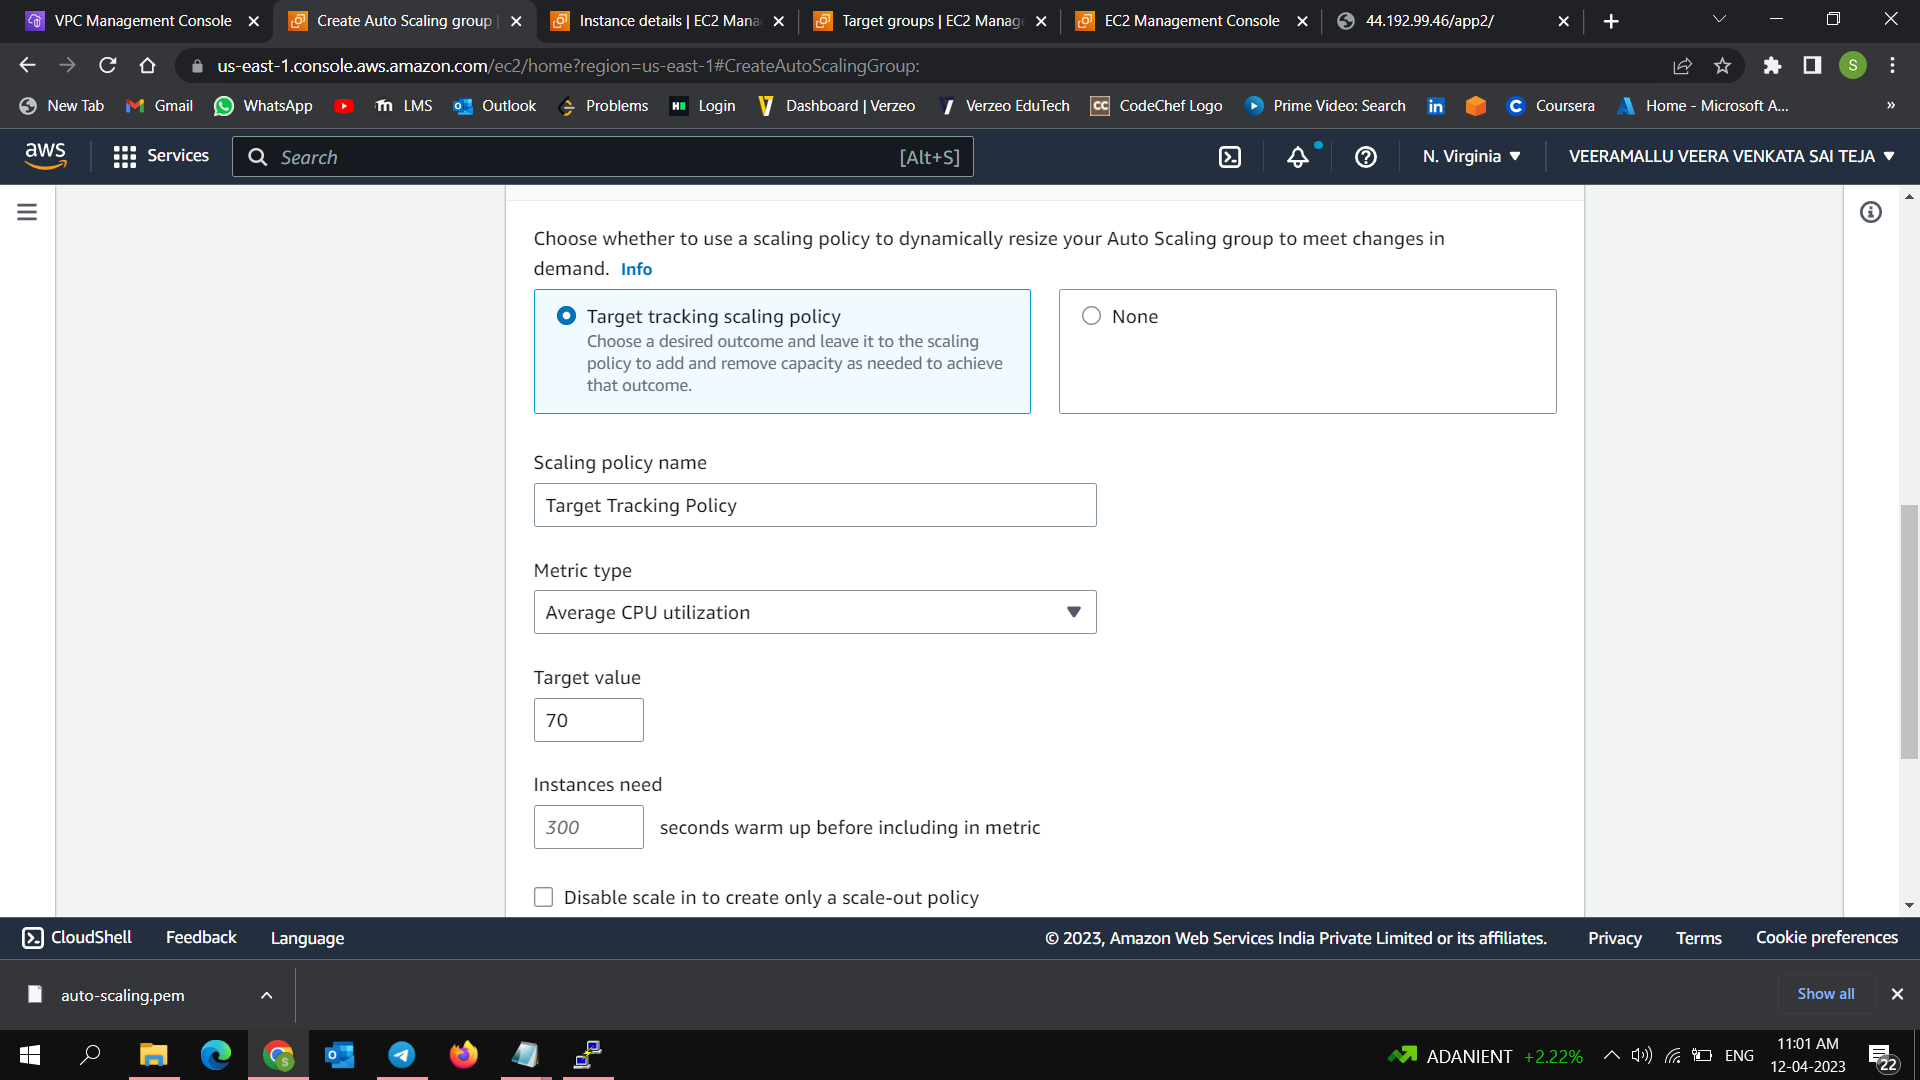 VPC Management Console
Create Auto Scaling group |
Instance details | EC2 Mana
Target groups | EC2 Manage
EC2 Management Console
44.192.99.46/app2/
us-east-1.console.aws.amazon.com/ec2/home?region=us-east-1#CreateAutoScalingGroup:
S
New Tab
Gmail
WhatsApp
LMS
Outlook
Problems
Login
Dashboard | Verzeo
Verzeo EduTech
CodeChef Logo
Prime Video: Search
Coursera
Home - Microsoft A...
»
aws
Services
Search
[Alt+S]
N. Virginia
VEERAMALLU VEERA VENKATA SAI TEJA
Choose whether to use a scaling policy to dynamically resize your Auto Scaling group to meet changes in
demand. Info
Target tracking scaling policy
Choose a desired outcome and leave it to the scaling
policy to add and remove capacity as needed to achieve
that outcome.
None
Scaling policy name
Target Tracking Policy
Metric type
Average CPU utilization
Target value
70
Instances need
300
seconds warm up before including in metric
Disable scale in to create only a scale-out policy
CloudShell
Feedback
Language
© 2023, Amazon Web Services India Private Limited or its affiliates.
Privacy
Terms
Cookie preferences
auto-scaling.pem
Show all
ADANIENT +2.22%
ENG
11:01 AM
12-04-2023
22